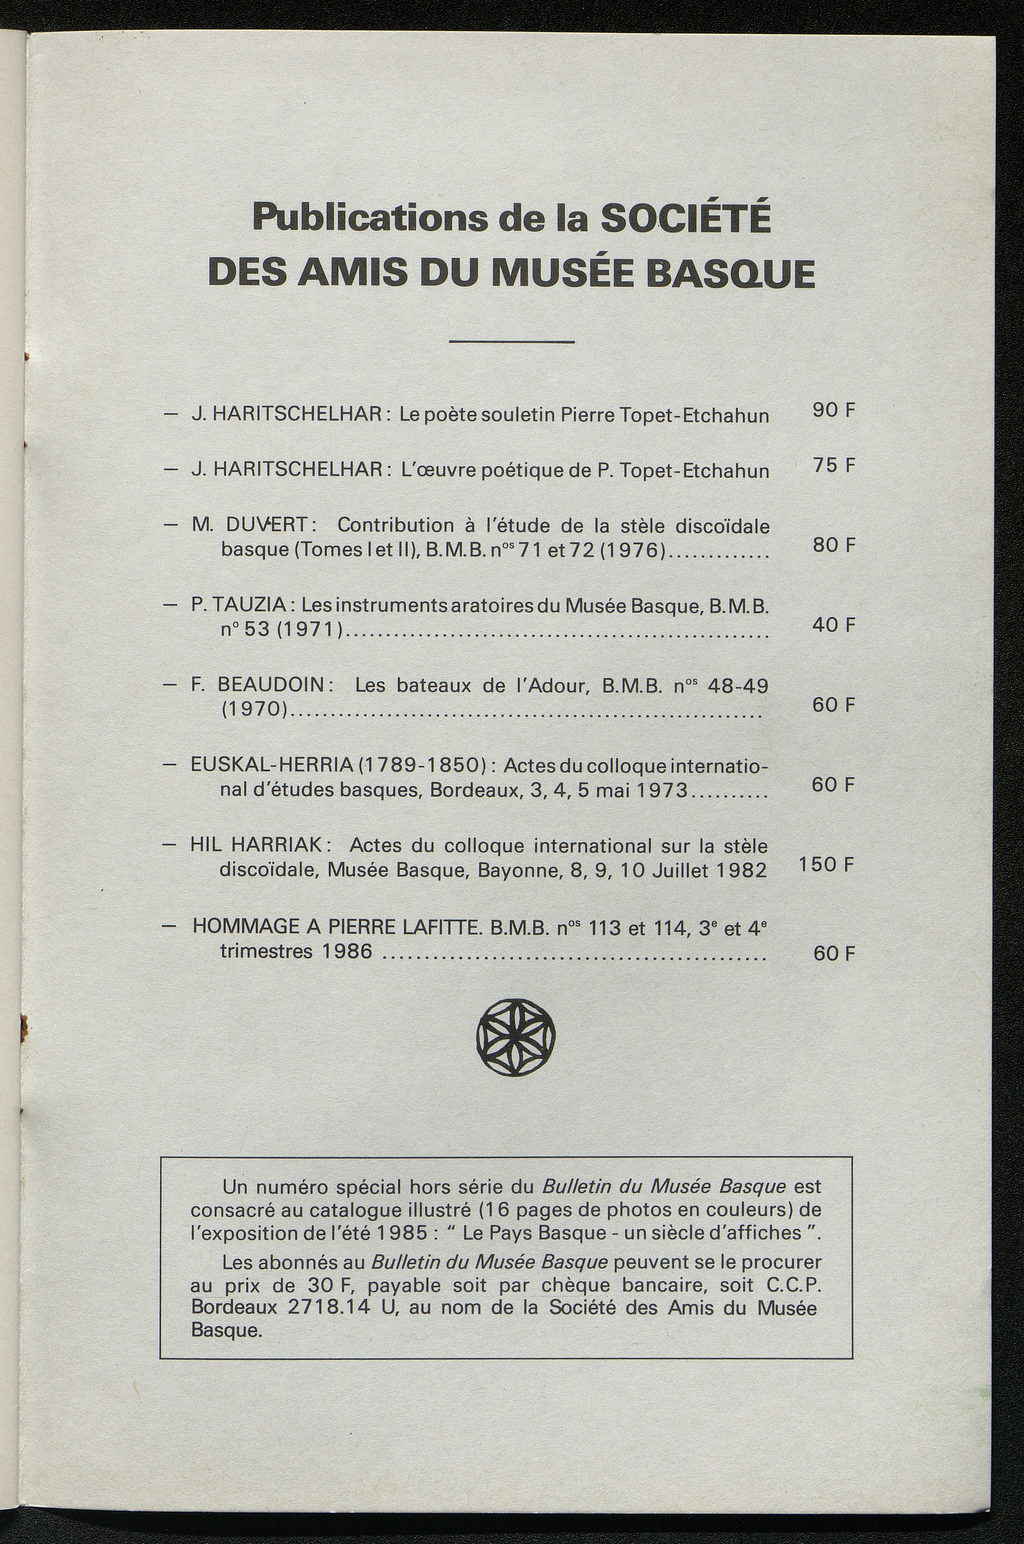 Publications de la SOCIÉTÉ
DES AMIS DU MUSÉE BASQUE
— J. HARITSCHELHAR : Le poète souletin Pierre Topet-Etchahun 90 F
— J. HARITSCHELHAR : L'œuvre poétique de P. Topet-Etchahun 75 F
— M. DUVERT : Contribution à l'étude de la stèle discoïdale
basque (Tomes I et II), B.M.B. nos 71 et 72 (1976)............. 80 F
— P. TAUZIA : Les instruments aratoires du Musée Basque, B.M.B.
n° 53 (1971)..................................................... 40 F
— F. BEAUDOIN : Les bateaux de l'Adour, B.M.B. nos 48-49
(1970)........................................................... 60 F
— EUSKAL-HERRIA (1789-1850) : Actes du colloque internatio-
nal d'études basques, Bordeaux, 3, 4, 5 mai 1973.......... 60 F
— HIL HARRIAK : Actes du colloque international sur la stèle
discoïdale, Musée Basque, Bayonne, 8, 9, 10 Juillet 1982 150 F
— HOMMAGE A PIERRE LAFITTE. B.M.B. nos 113 et 114, 3e et 4e
trimestres 1986 .............................................. 60 F
Un numéro spécial hors série du Bulletin du Musée Basque est
consacré au catalogue illustré (16 pages de photos en couleurs) de
l'exposition de l'été 1985 : " Le Pays Basque - un siècle d'affiches ".
Les abonnés au Bulletin du Musée Basque peuvent se le procurer
au prix de 30 F, payable soit par chèque bancaire, soit C.C.P.
Bordeaux 2718.14 U, au nom de la Société des Amis du Musée
Basque.